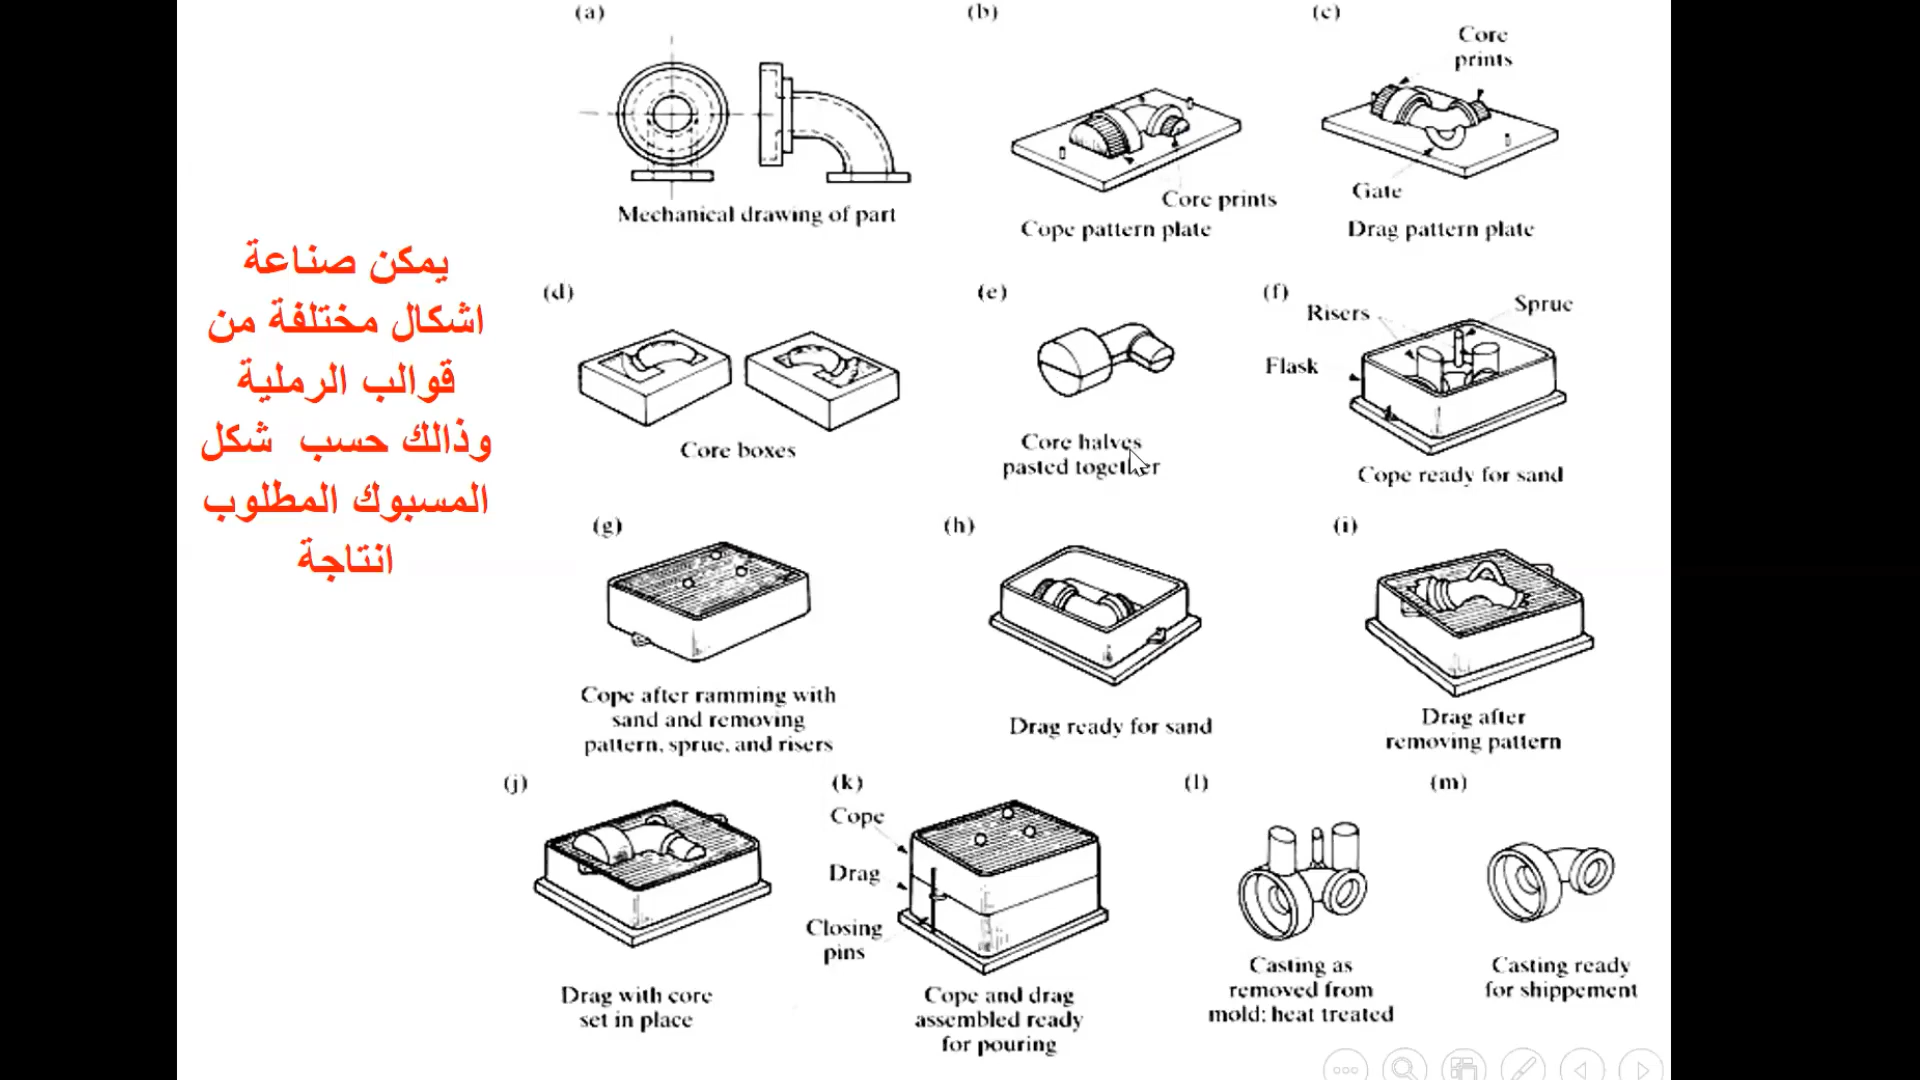 (a)
Mechanical drawing of part
(b)
Core prints
Cope pattern plate
(c)
Core
prints
Gate
Drag pattern plate
يمكن صناعة
اشكال مختلفة من
قوالب الرملية
وذالك حسب شكل
المسبوك المطلوب
انتاجة
(d)
Core boxes
(e)
Core halves
pasted together
(f)
Risers
Sprue
Flask
Cope ready for sand
(g)
Cope after ramming with
sand and removing
pattern, sprue, and risers
(h)
Drag ready for sand
(i)
Drag after
removing pattern
(j)
Drag with core
set in place
(k)
Cope
Drag
Closing
pins
Cope and drag
assembled ready
for pouring
(l)
Casting as
removed from
mold; heat treated
(m)
Casting ready
for shippement